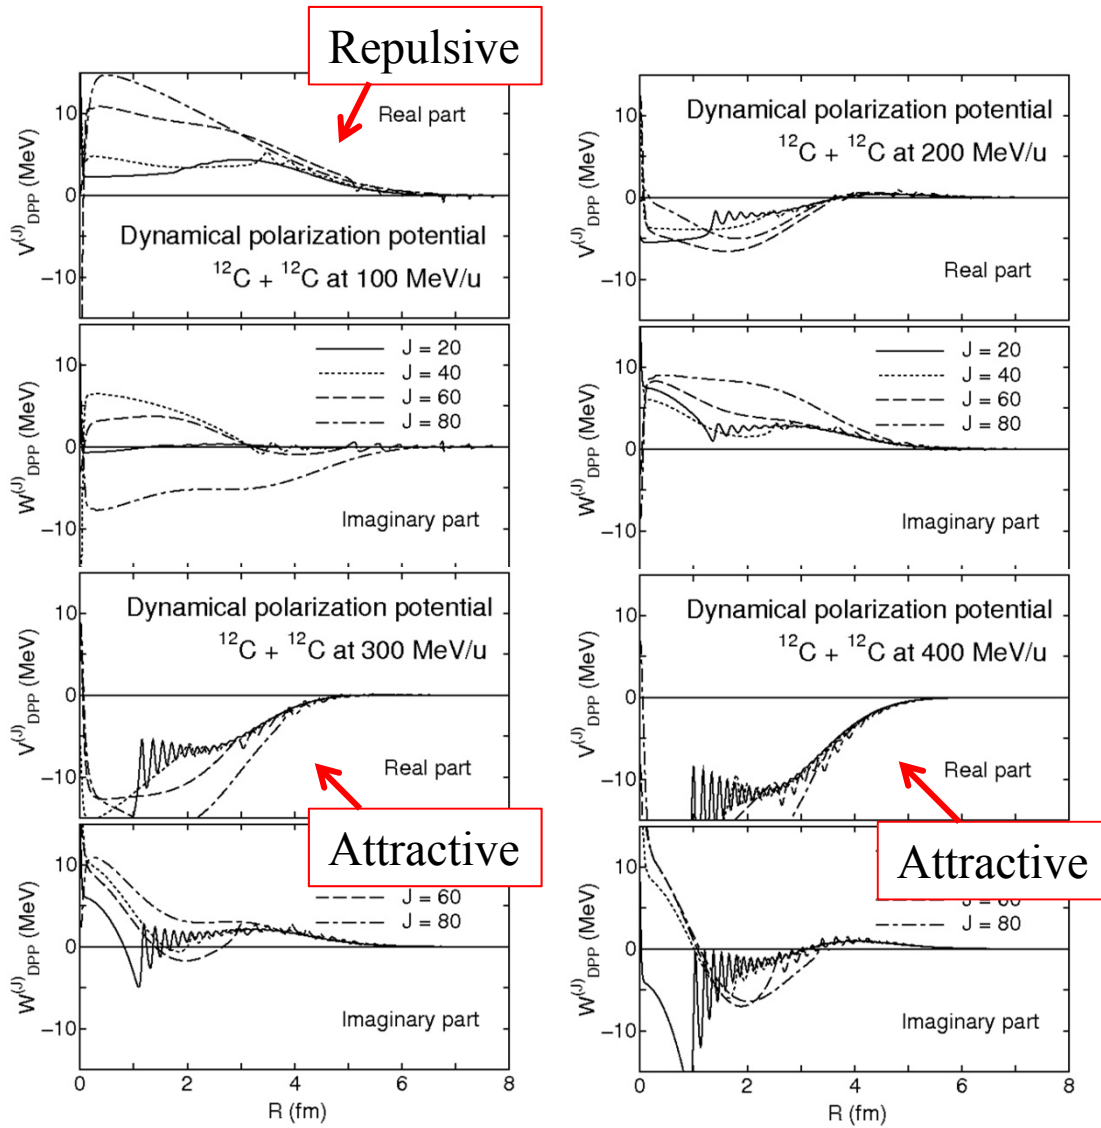 Repulsive
10
0
−10
V(J)DPP (MeV)
Real part
Dynamical polarization potential
12C + 12C at 100 MeV/u
10
0
−10
V(J)DPP (MeV)
Dynamical polarization potential
12C + 12C at 200 MeV/u
Real part
10
0
−10
W(J)DPP (MeV)
J = 20
J = 40
J = 60
J = 80
Imaginary part
10
0
−10
W(J)DPP (MeV)
J = 20
J = 40
J = 60
J = 80
Imaginary part
10
0
−10
V(J)DPP (MeV)
Dynamical polarization potential
12C + 12C at 300 MeV/u
Real part
Attractive
10
0
−10
V(J)DPP (MeV)
Dynamical polarization potential
12C + 12C at 400 MeV/u
Real part
Attractive
10
0
−10
W(J)DPP (MeV)
J = 60
J = 80
Imaginary part
0 2 4 6 8
R (fm)
10
0
−10
W(J)DPP (MeV)
J = 80
Imaginary part
0 2 4 6 8
R (fm)